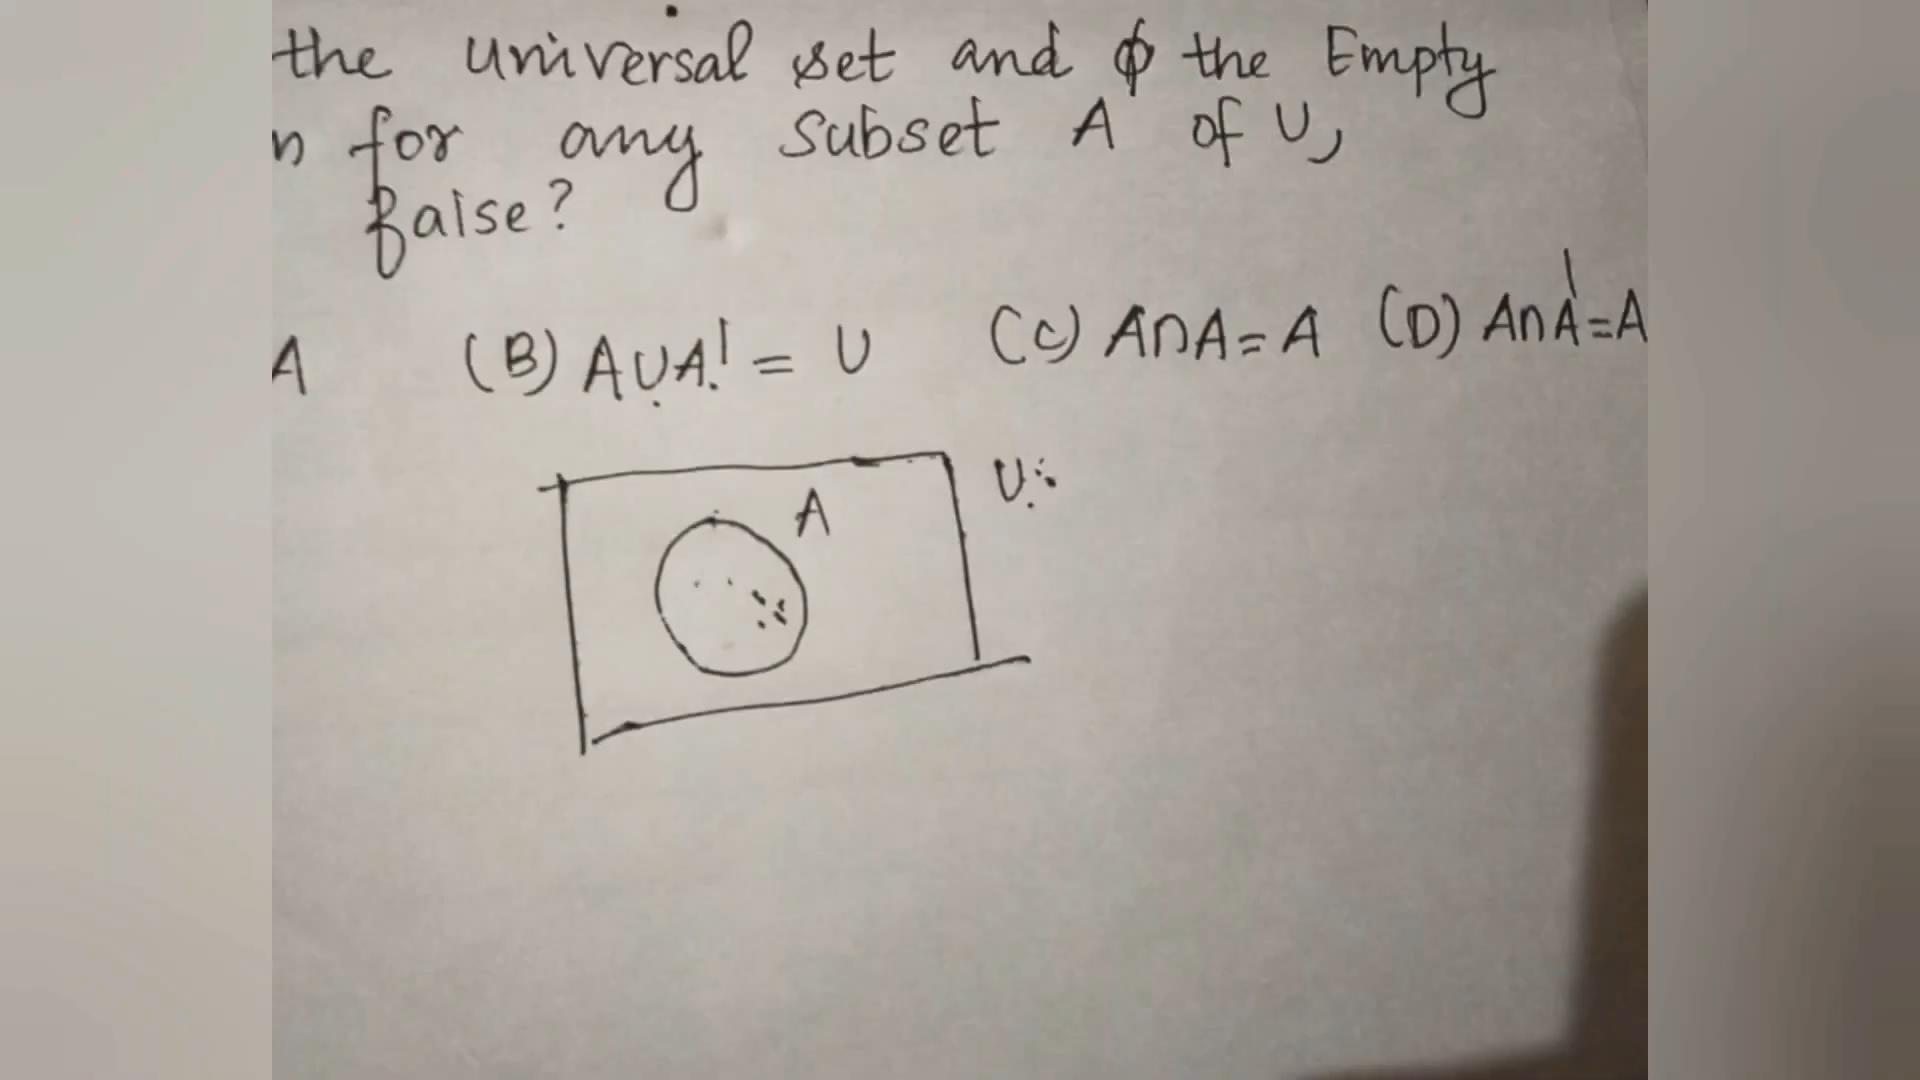 the universal set and ϕ the Empty
n for any subset A of U,
false?
A (B) A∪A' = U (C) A∩A = A (D) A∩A' = A
A U